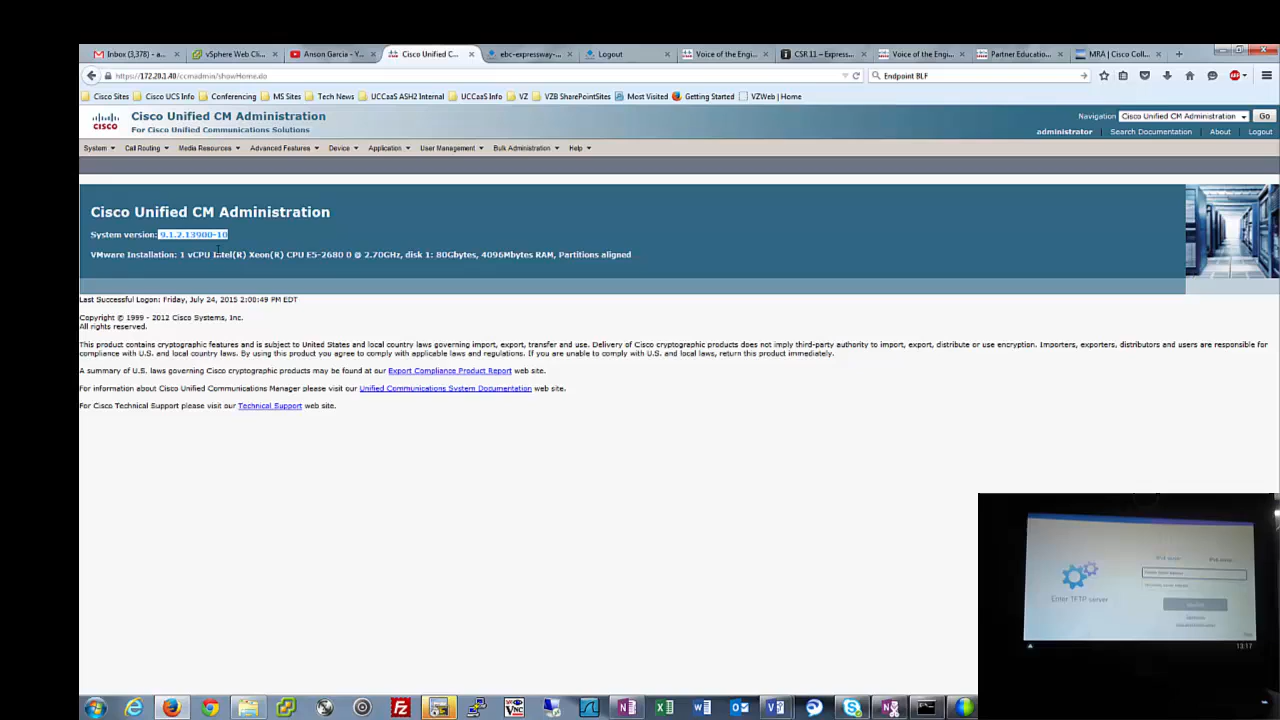 Inbox (3,378) - a...
vSphere Web Cli...
Anson Garcia - Y...
Cisco Unified C...
ebc-expressway-...
Logout
Voice of the Engi...
CSR 11 – Express...
Voice of the Engi...
Partner Education...
MRA | Cisco Coll...
https://172.20.1.40/ccmadmin/showHome.do
Endpoint BLF
Cisco Sites
Cisco UCS Info
Conferencing
MS Sites
Tech News
UCCaaS ASH2 Internal
UCCaaS Info
VZ
VZB SharePointSites
Most Visited
Getting Started
VZWeb | Home
CISCO
Cisco Unified CM Administration
For Cisco Unified Communications Solutions
Navigation Cisco Unified CM Administration Go
administrator Search Documentation About Logout
System Call Routing Media Resources Advanced Features Device Application User Management Bulk Administration Help
Cisco Unified CM Administration
System version: 9.1.2.13900-10
VMware Installation: 1 vCPU Intel(R) Xeon(R) CPU E5-2680 0 @ 2.70GHz, disk 1: 80Gbytes, 4096Mbytes RAM, Partitions aligned
Last Successful Logon: Friday, July 24, 2015 2:08:49 PM EDT
Copyright © 1999 - 2012 Cisco Systems, Inc.
All rights reserved.
This product contains cryptographic features and is subject to United States and local country laws governing import, export, transfer and use. Delivery of Cisco cryptographic products does not imply third-party authority to import, export, distribute or use encryption. Importers, exporters, distributors and users are responsible for
compliance with U.S. and local country laws. By using this product you agree to comply with applicable laws and regulations. If you are unable to comply with U.S. and local laws, return this product immediately.
A summary of U.S. laws governing Cisco cryptographic products may be found at our Export Compliance Product Report web site.
For information about Cisco Unified Communications Manager please visit our Unified Communications System Documentation web site.
For Cisco Technical Support please visit our Technical Support web site.
Enter TFTP server
13:17